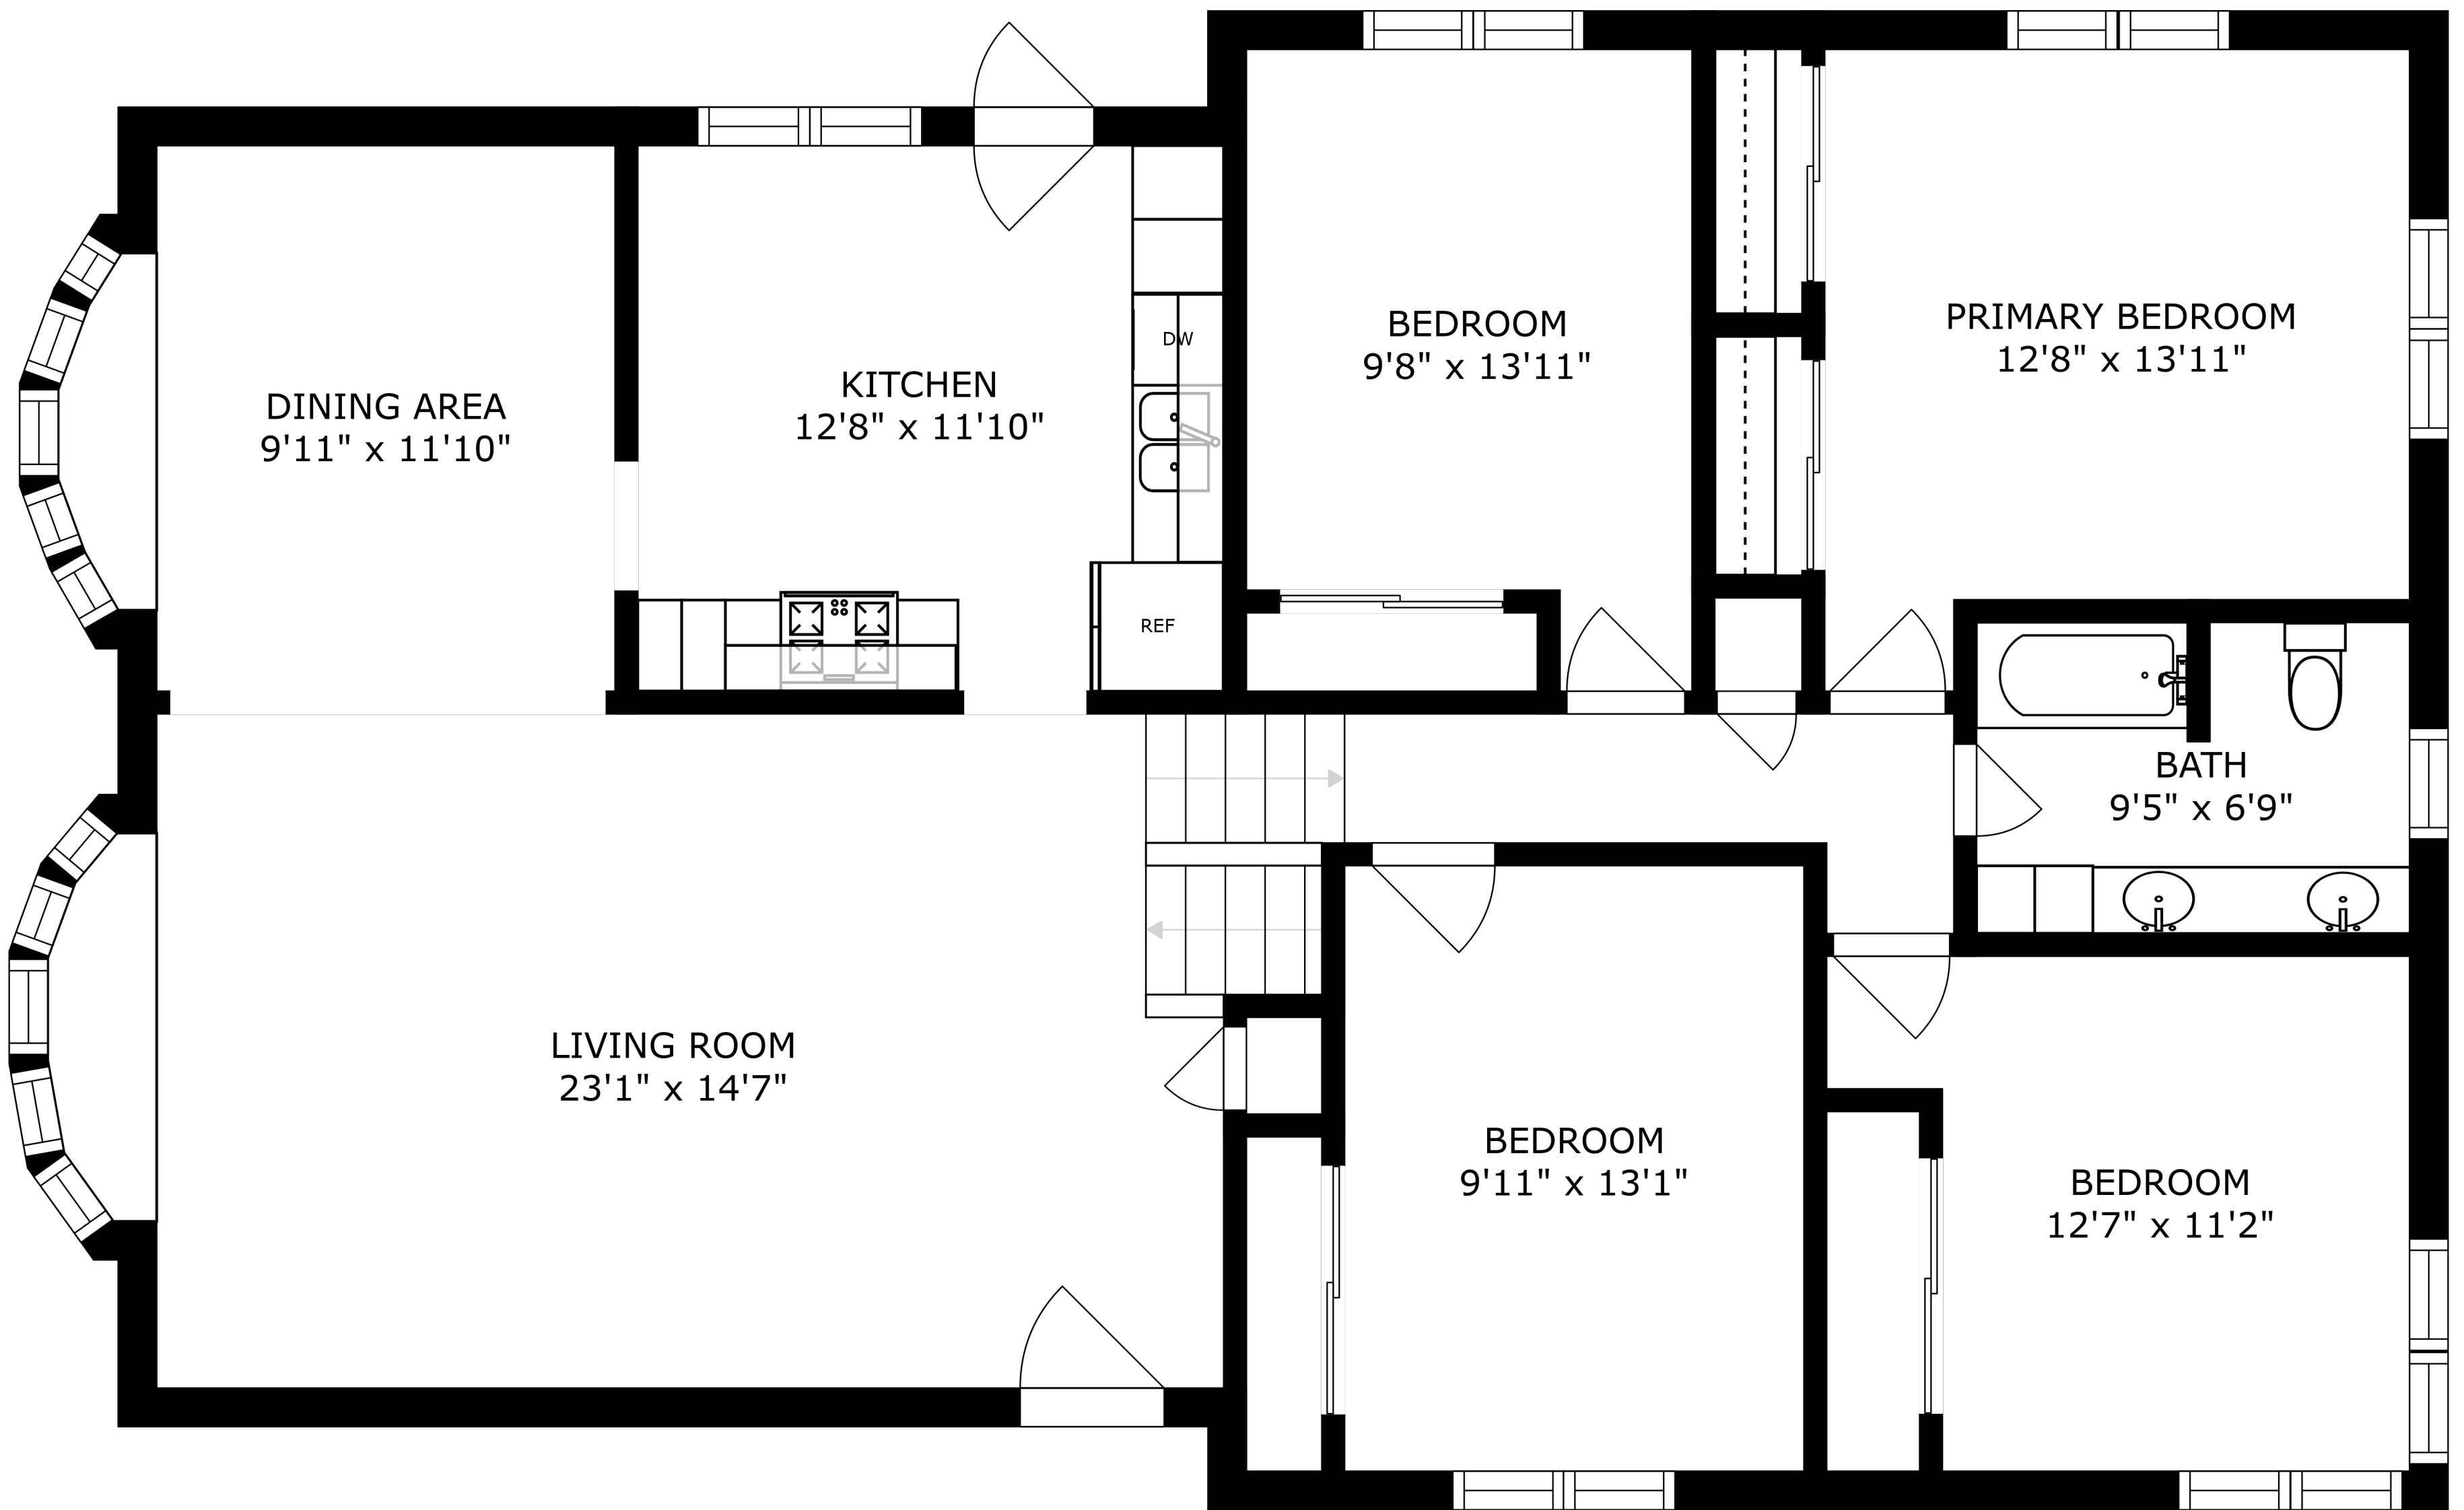 DINING AREA
9'11" x 11'10"
KITCHEN
12'8" x 11'10"
DW
REF
BEDROOM
9'8" x 13'11"
PRIMARY BEDROOM
12'8" x 13'11"
BATH
9'5" x 6'9"
LIVING ROOM
23'1" x 14'7"
BEDROOM
9'11" x 13'1"
BEDROOM
12'7" x 11'2"